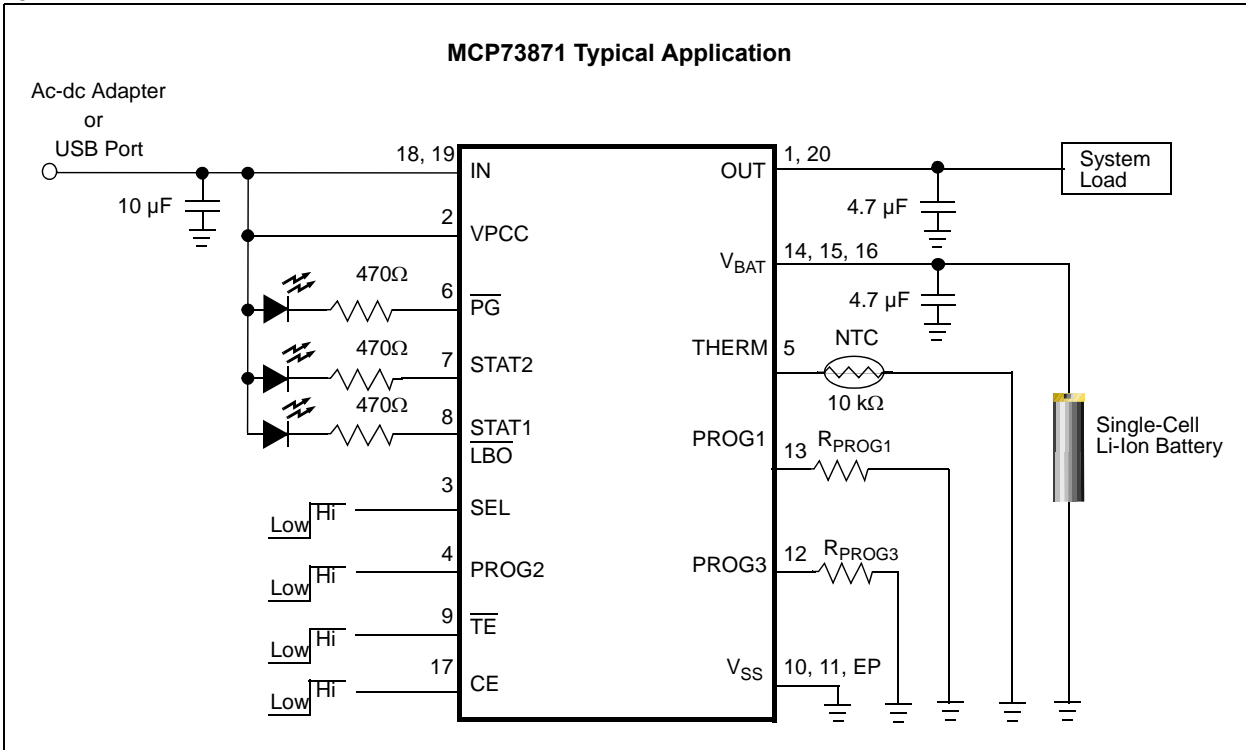 MCP73871 Typical Application
Ac-dc Adapter
or
USB Port
10 µF
18, 19
IN
2
VPCC
470Ω
6
PG
470Ω
7
STAT2
470Ω
8
STAT1
LBO
3
SEL
Low
Hi
4
PROG2
Low
Hi
9
TE
Low
Hi
17
CE
Low
Hi
OUT
1, 20
4.7 µF
System
Load
VBAT
14, 15, 16
4.7 µF
THERM
5
NTC
10 kΩ
PROG1
13
RPROG1
PROG3
12
RPROG3
VSS
10, 11, EP
Single-Cell
Li-Ion Battery